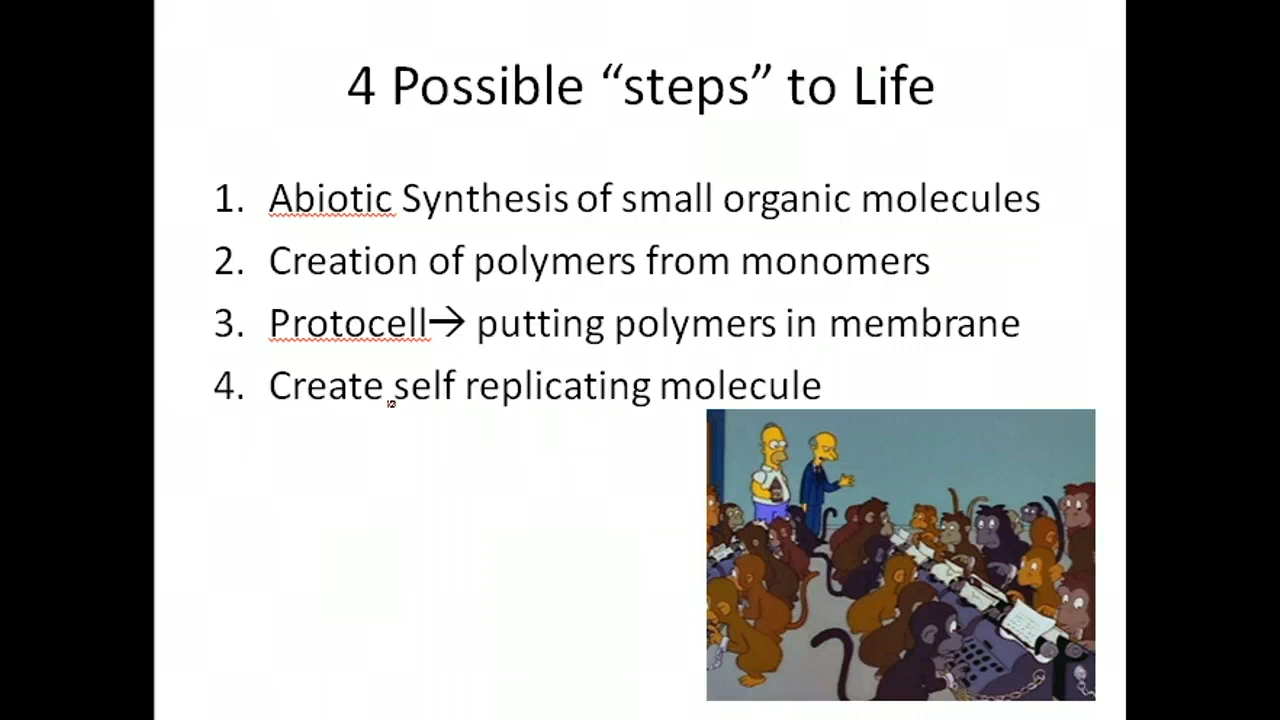 4 Possible “steps” to Life
1. Abiotic Synthesis of small organic molecules
2. Creation of polymers from monomers
3. Protocell→ putting polymers in membrane
4. Create self replicating molecule